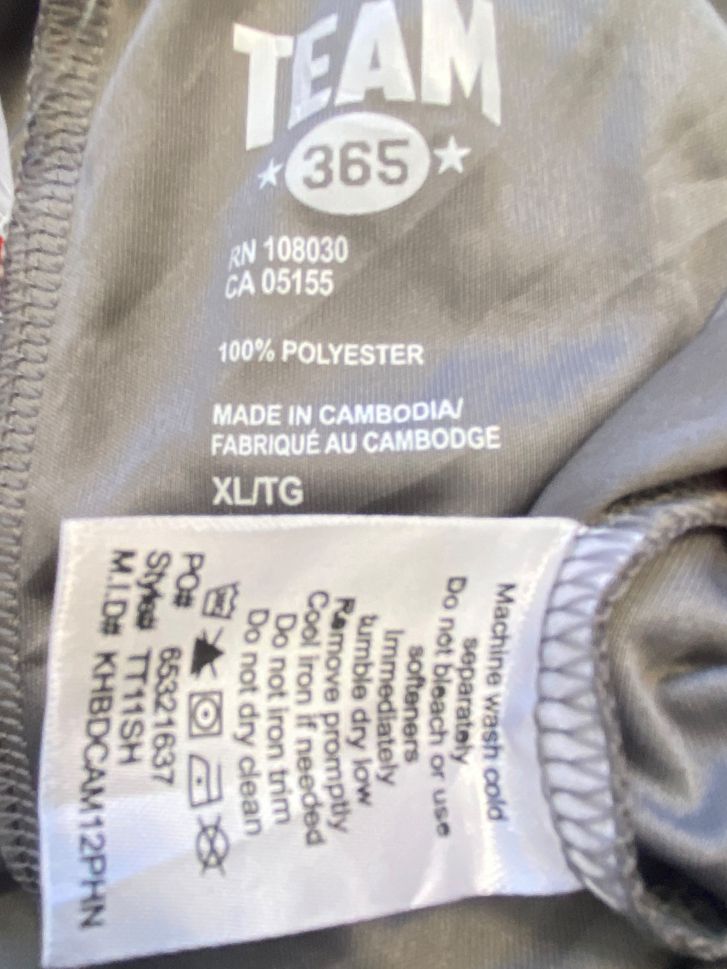 TEAM
365
RN 108030
CA 05155
100% POLYESTER
MADE IN CAMBODIA/
FABRIQUÉ AU CAMBODGE
XL/TG
Machine wash cold
separately
Do not bleach or use
softeners
Immediately
tumble dry low
Remove promptly
Cool iron if needed
Do not iron trim
Do not dry clean
PO# 65321637
Style# TT11SH
M.I.D# KHBDCAM12PHN